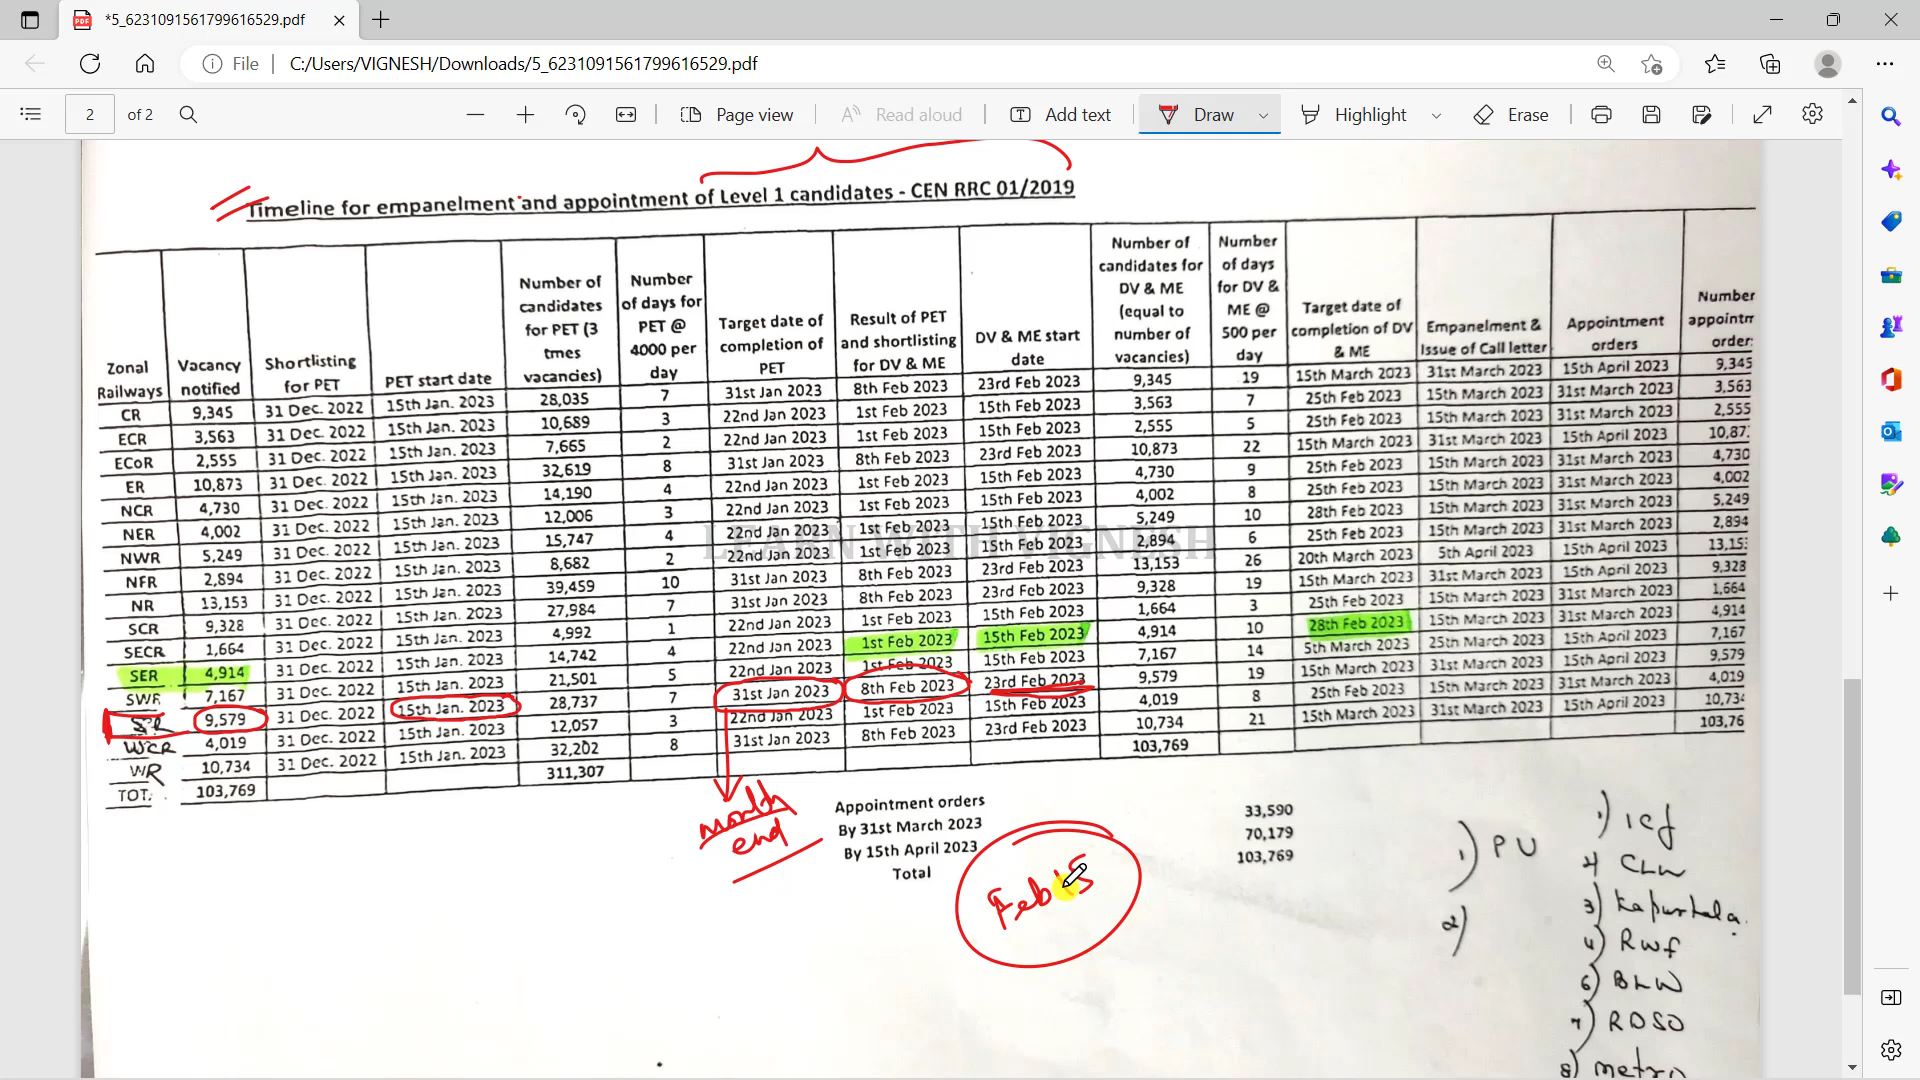 *5_6231091561799616529.pdf
File C:/Users/VIGNESH/Downloads/5_6231091561799616529.pdf
2 of 2 Page view Read aloud Add text Draw Highlight Erase
Timeline for empanelment and appointment of Level 1 candidates - CEN RRC 01/2019
Zonal Railways Vacancy notified Shortlisting for PET PET start date Number of candidates for PET (3 tmes vacancies) Number of days for PET @ 4000 per day Target date of completion of PET Result of PET and shortlisting for DV & ME DV & ME start date Number of candidates for DV & ME (equal to number of vacancies) Number of days for DV & ME @ 500 per day Target date of completion of DV & ME Empanelment & Issue of Call letter Appointment orders Number appointm order
CR 9,345 31 Dec. 2022 15th Jan. 2023 28,035 7 31st Jan 2023 8th Feb 2023 23rd Feb 2023 9,345 19 15th March 2023 31st March 2023 15th April 2023 9,345
ECR 3,563 31 Dec. 2022 15th Jan. 2023 10,689 3 22nd Jan 2023 1st Feb 2023 15th Feb 2023 3,563 7 25th Feb 2023 15th March 2023 31st March 2023 3,563
ECoR 2,555 31 Dec. 2022 15th Jan. 2023 7,665 2 22nd Jan 2023 1st Feb 2023 15th Feb 2023 2,555 5 25th Feb 2023 15th March 2023 31st March 2023 2,555
ER 10,873 31 Dec. 2022 15th Jan. 2023 32,619 8 31st Jan 2023 8th Feb 2023 23rd Feb 2023 10,873 22 15th March 2023 31st March 2023 15th April 2023 10,87
NCR 4,730 31 Dec. 2022 15th Jan. 2023 14,190 4 22nd Jan 2023 1st Feb 2023 15th Feb 2023 4,730 9 25th Feb 2023 15th March 2023 31st March 2023 4,730
NER 4,002 31 Dec. 2022 15th Jan. 2023 12,006 3 22nd Jan 2023 1st Feb 2023 15th Feb 2023 4,002 8 25th Feb 2023 15th March 2023 31st March 2023 4,002
NWR 5,249 31 Dec. 2022 15th Jan. 2023 15,747 4 22nd Jan 2023 1st Feb 2023 15th Feb 2023 5,249 10 28th Feb 2023 15th March 2023 31st March 2023 5,249
NFR 2,894 31 Dec. 2022 15th Jan. 2023 8,682 2 22nd Jan 2023 1st Feb 2023 15th Feb 2023 2,894 6 25th Feb 2023 15th March 2023 31st March 2023 2,894
LEARN WITH VIGNESH
NR 13,153 31 Dec. 2022 15th Jan. 2023 39,459 10 31st Jan 2023 8th Feb 2023 23rd Feb 2023 13,153 26 20th March 2023 5th April 2023 15th April 2023 13,15
SCR 9,328 31 Dec. 2022 15th Jan. 2023 27,984 7 31st Jan 2023 8th Feb 2023 23rd Feb 2023 9,328 19 15th March 2023 31st March 2023 15th April 2023 9,328
SECR 1,664 31 Dec. 2022 15th Jan. 2023 4,992 1 22nd Jan 2023 1st Feb 2023 15th Feb 2023 1,664 3 25th Feb 2023 15th March 2023 31st March 2023 1,664
SER 4,914 31 Dec. 2022 15th Jan. 2023 14,742 4 22nd Jan 2023 1st Feb 2023 15th Feb 2023 4,914 10 28th Feb 2023 15th March 2023 31st March 2023 4,914
SWR 7,167 31 Dec. 2022 15th Jan. 2023 21,501 5 22nd Jan 2023 1st Feb 2023 15th Feb 2023 7,167 14 5th March 2023 25th March 2023 15th April 2023 7,167
SR 9,579 31 Dec. 2022 15th Jan. 2023 28,737 7 31st Jan 2023 8th Feb 2023 23rd Feb 2023 9,579 19 15th March 2023 31st March 2023 15th April 2023 9,579
WCR 4,019 31 Dec. 2022 15th Jan. 2023 12,057 3 22nd Jan 2023 1st Feb 2023 15th Feb 2023 4,019 8 25th Feb 2023 15th March 2023 31st March 2023 4,019
WR 10,734 31 Dec. 2022 15th Jan. 2023 32,202 8 31st Jan 2023 8th Feb 2023 23rd Feb 2023 10,734 21 15th March 2023 31st March 2023 15th April 2023 10,734
TOT. 103,769 311,307 103,769 103,76
month
end
Appointment orders
By 31st March 2023 33,590
By 15th April 2023 70,179
Total 103,769
Feb 15
1) PU
2)
1) icf
CLW
3) kapurthala.
4) Rwf
6) BLW
7) RDSO
8) metro